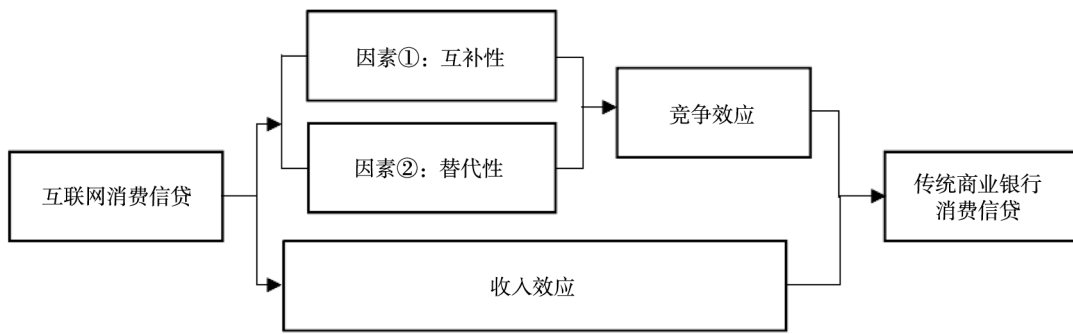 因素①：互补性
竞争效应
因素②：替代性
互联网消费信贷
传统商业银行
消费信贷
收入效应